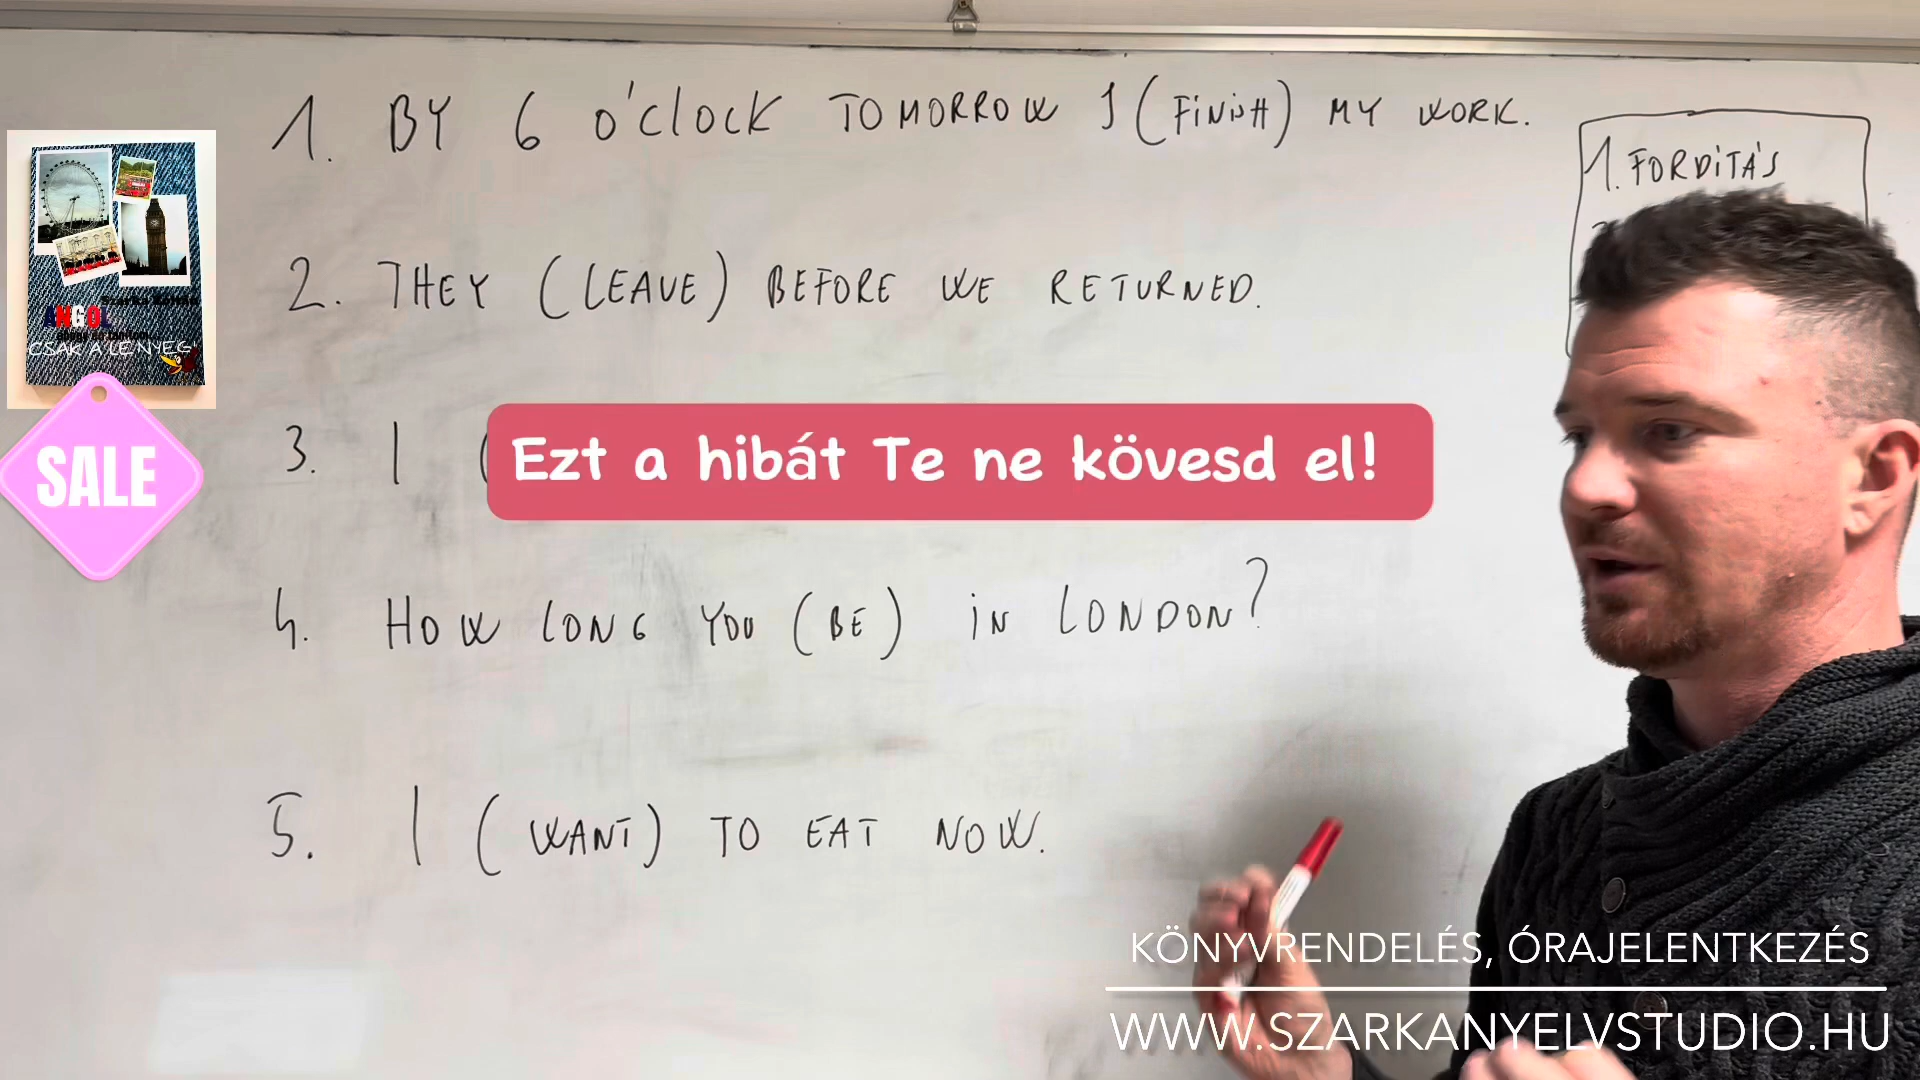 1. BY 6 o'clock TOMORROW I (FINISH) MY WORK.
1. FORDÍTÁS
2. THEY (LEAVE) BEFORE WE RETURNED.
ANGOL
CSAK A LÉNYEG
SALE
3. I (
Ezt a hibát Te ne kövesd el!
4. HOW LONG YOU (BE) IN LONDON?
5. I (WANT) TO EAT NOW.
KÖNYVRENDELÉS, ÓRAJELENTKEZÉS
WWW.SZARKANYELVSTUDIO.HU